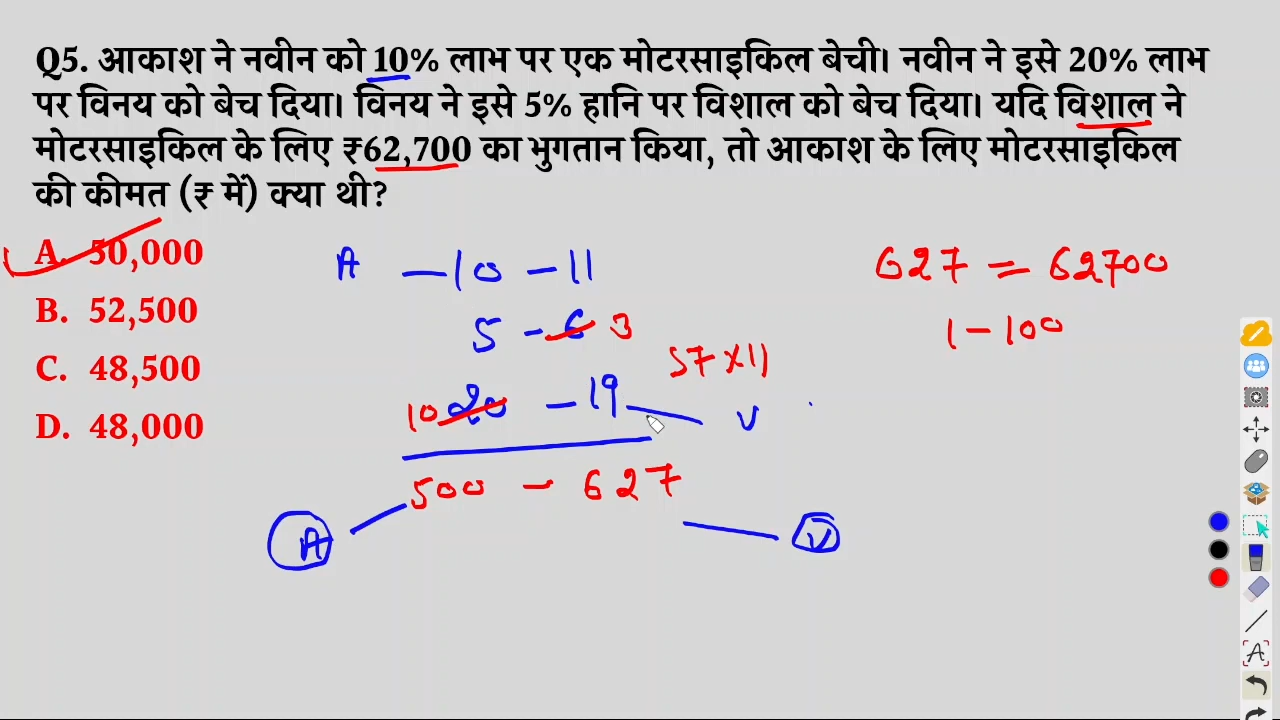 Q5. आकाश ने नवीन को 10% लाभ पर एक मोटरसाइकिल बेची। नवीन ने इसे 20% लाभ
पर विनय को बेच दिया। विनय ने इसे 5% हानि पर विशाल को बेच दिया। यदि विशाल ने
मोटरसाइकिल के लिए ₹62,700 का भुगतान किया, तो आकाश के लिए मोटरसाइकिल
की कीमत (₹ में) क्या थी?
A. 50,000
B. 52,500
C. 48,500
D. 48,000
A – 10 – 11
5 – 6 3
57 × 11
10 20 – 19 V
500 – 627
A V
627 = 62700
1 – 100